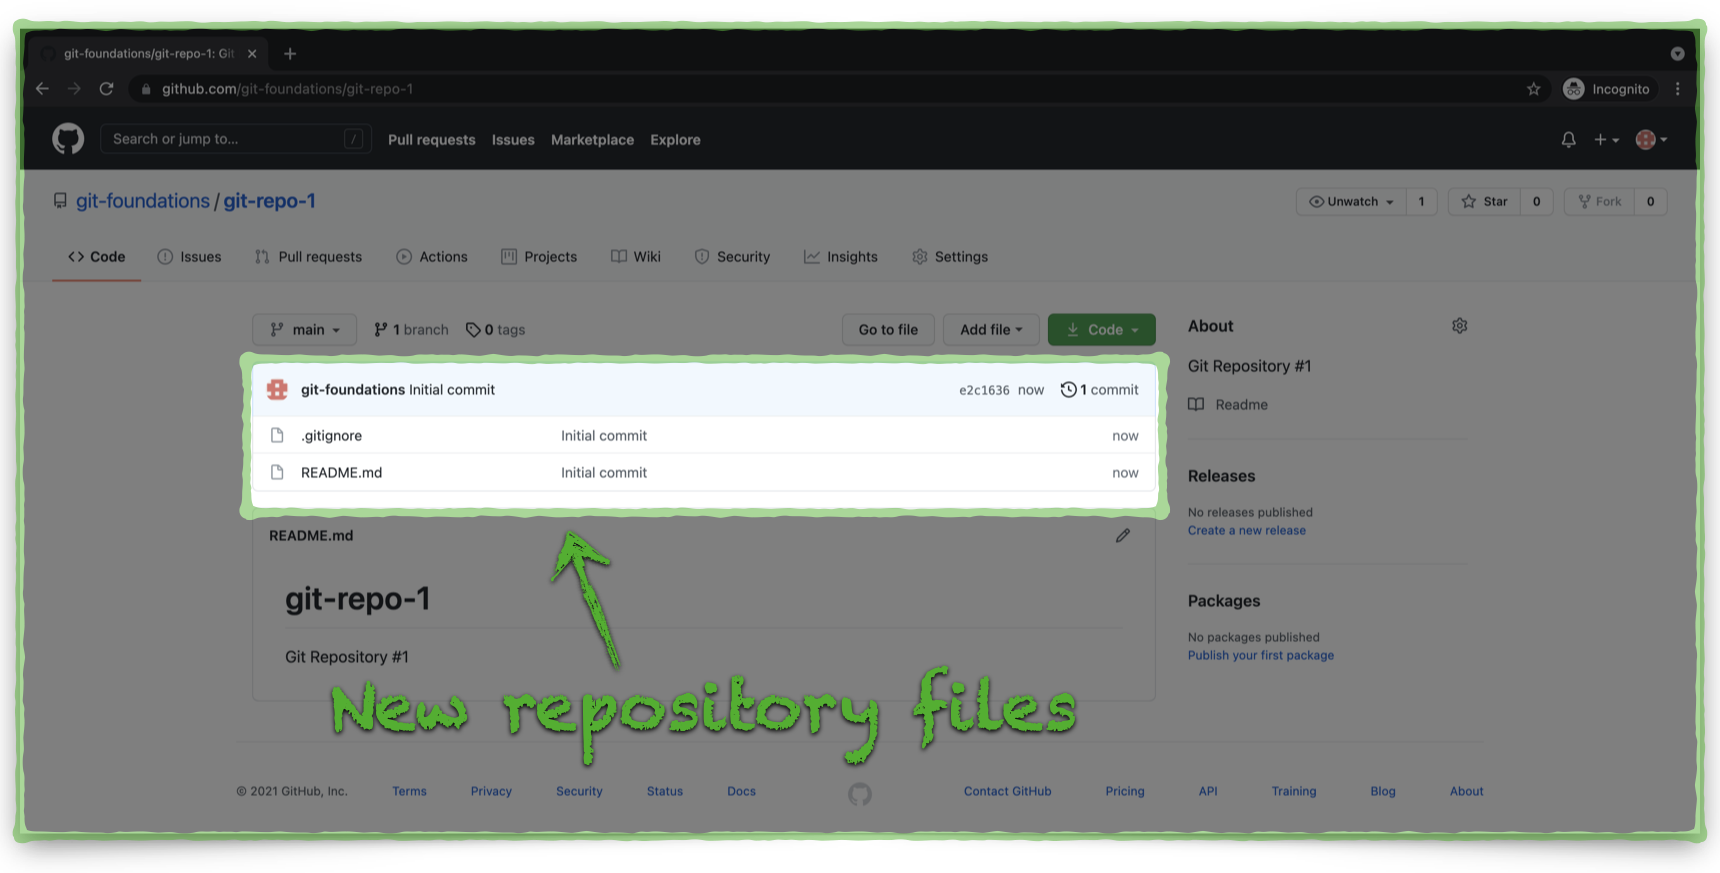 git-foundations/git-repo-1: Git
github.com/git-foundations/git-repo-1
Incognito
Search or jump to...
/
Pull requests
Issues
Marketplace
Explore
git-foundations / git-repo-1
Unwatch
1
Star
0
Fork
0
Code
Issues
Pull requests
Actions
Projects
Wiki
Security
Insights
Settings
main
1 branch
0 tags
Go to file
Add file
Code
git-foundations Initial commit
e2c1636 now
1 commit
.gitignore
Initial commit
now
README.md
Initial commit
now
README.md
git-repo-1
Git Repository #1
New repository files
About
Git Repository #1
Readme
Releases
No releases published
Create a new release
Packages
No packages published
Publish your first package
© 2021 GitHub, Inc.
Terms
Privacy
Security
Status
Docs
Contact GitHub
Pricing
API
Training
Blog
About